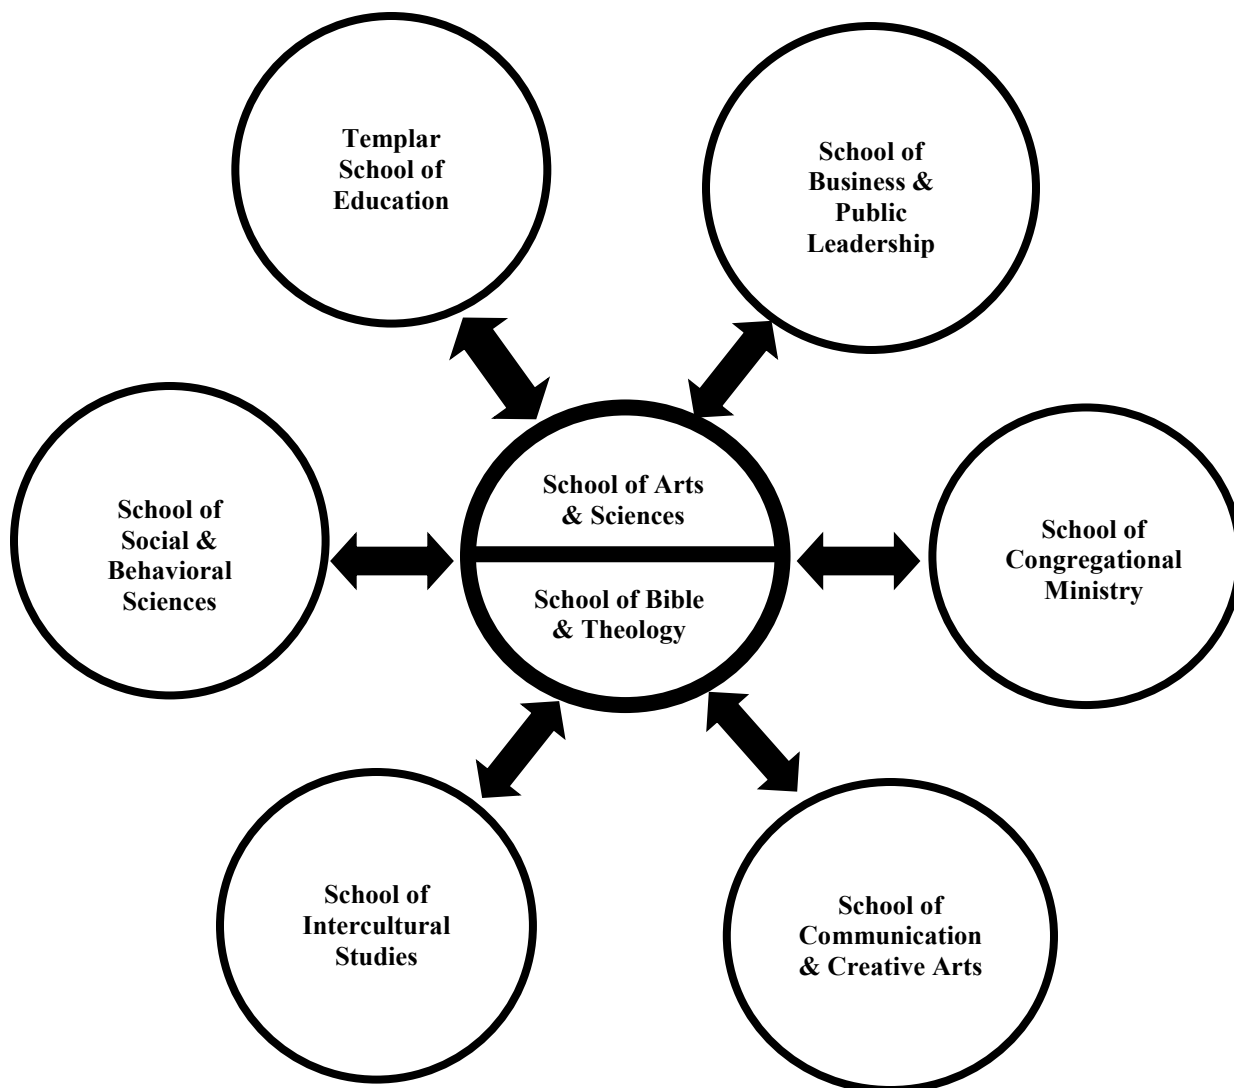 Templar
School of
Education
School of
Business &
Public
Leadership
School of Arts
& Sciences
School of Bible
& Theology
School of
Social &
Behavioral
Sciences
School of
Congregational
Ministry
School of
Intercultural
Studies
School of
Communication
& Creative Arts